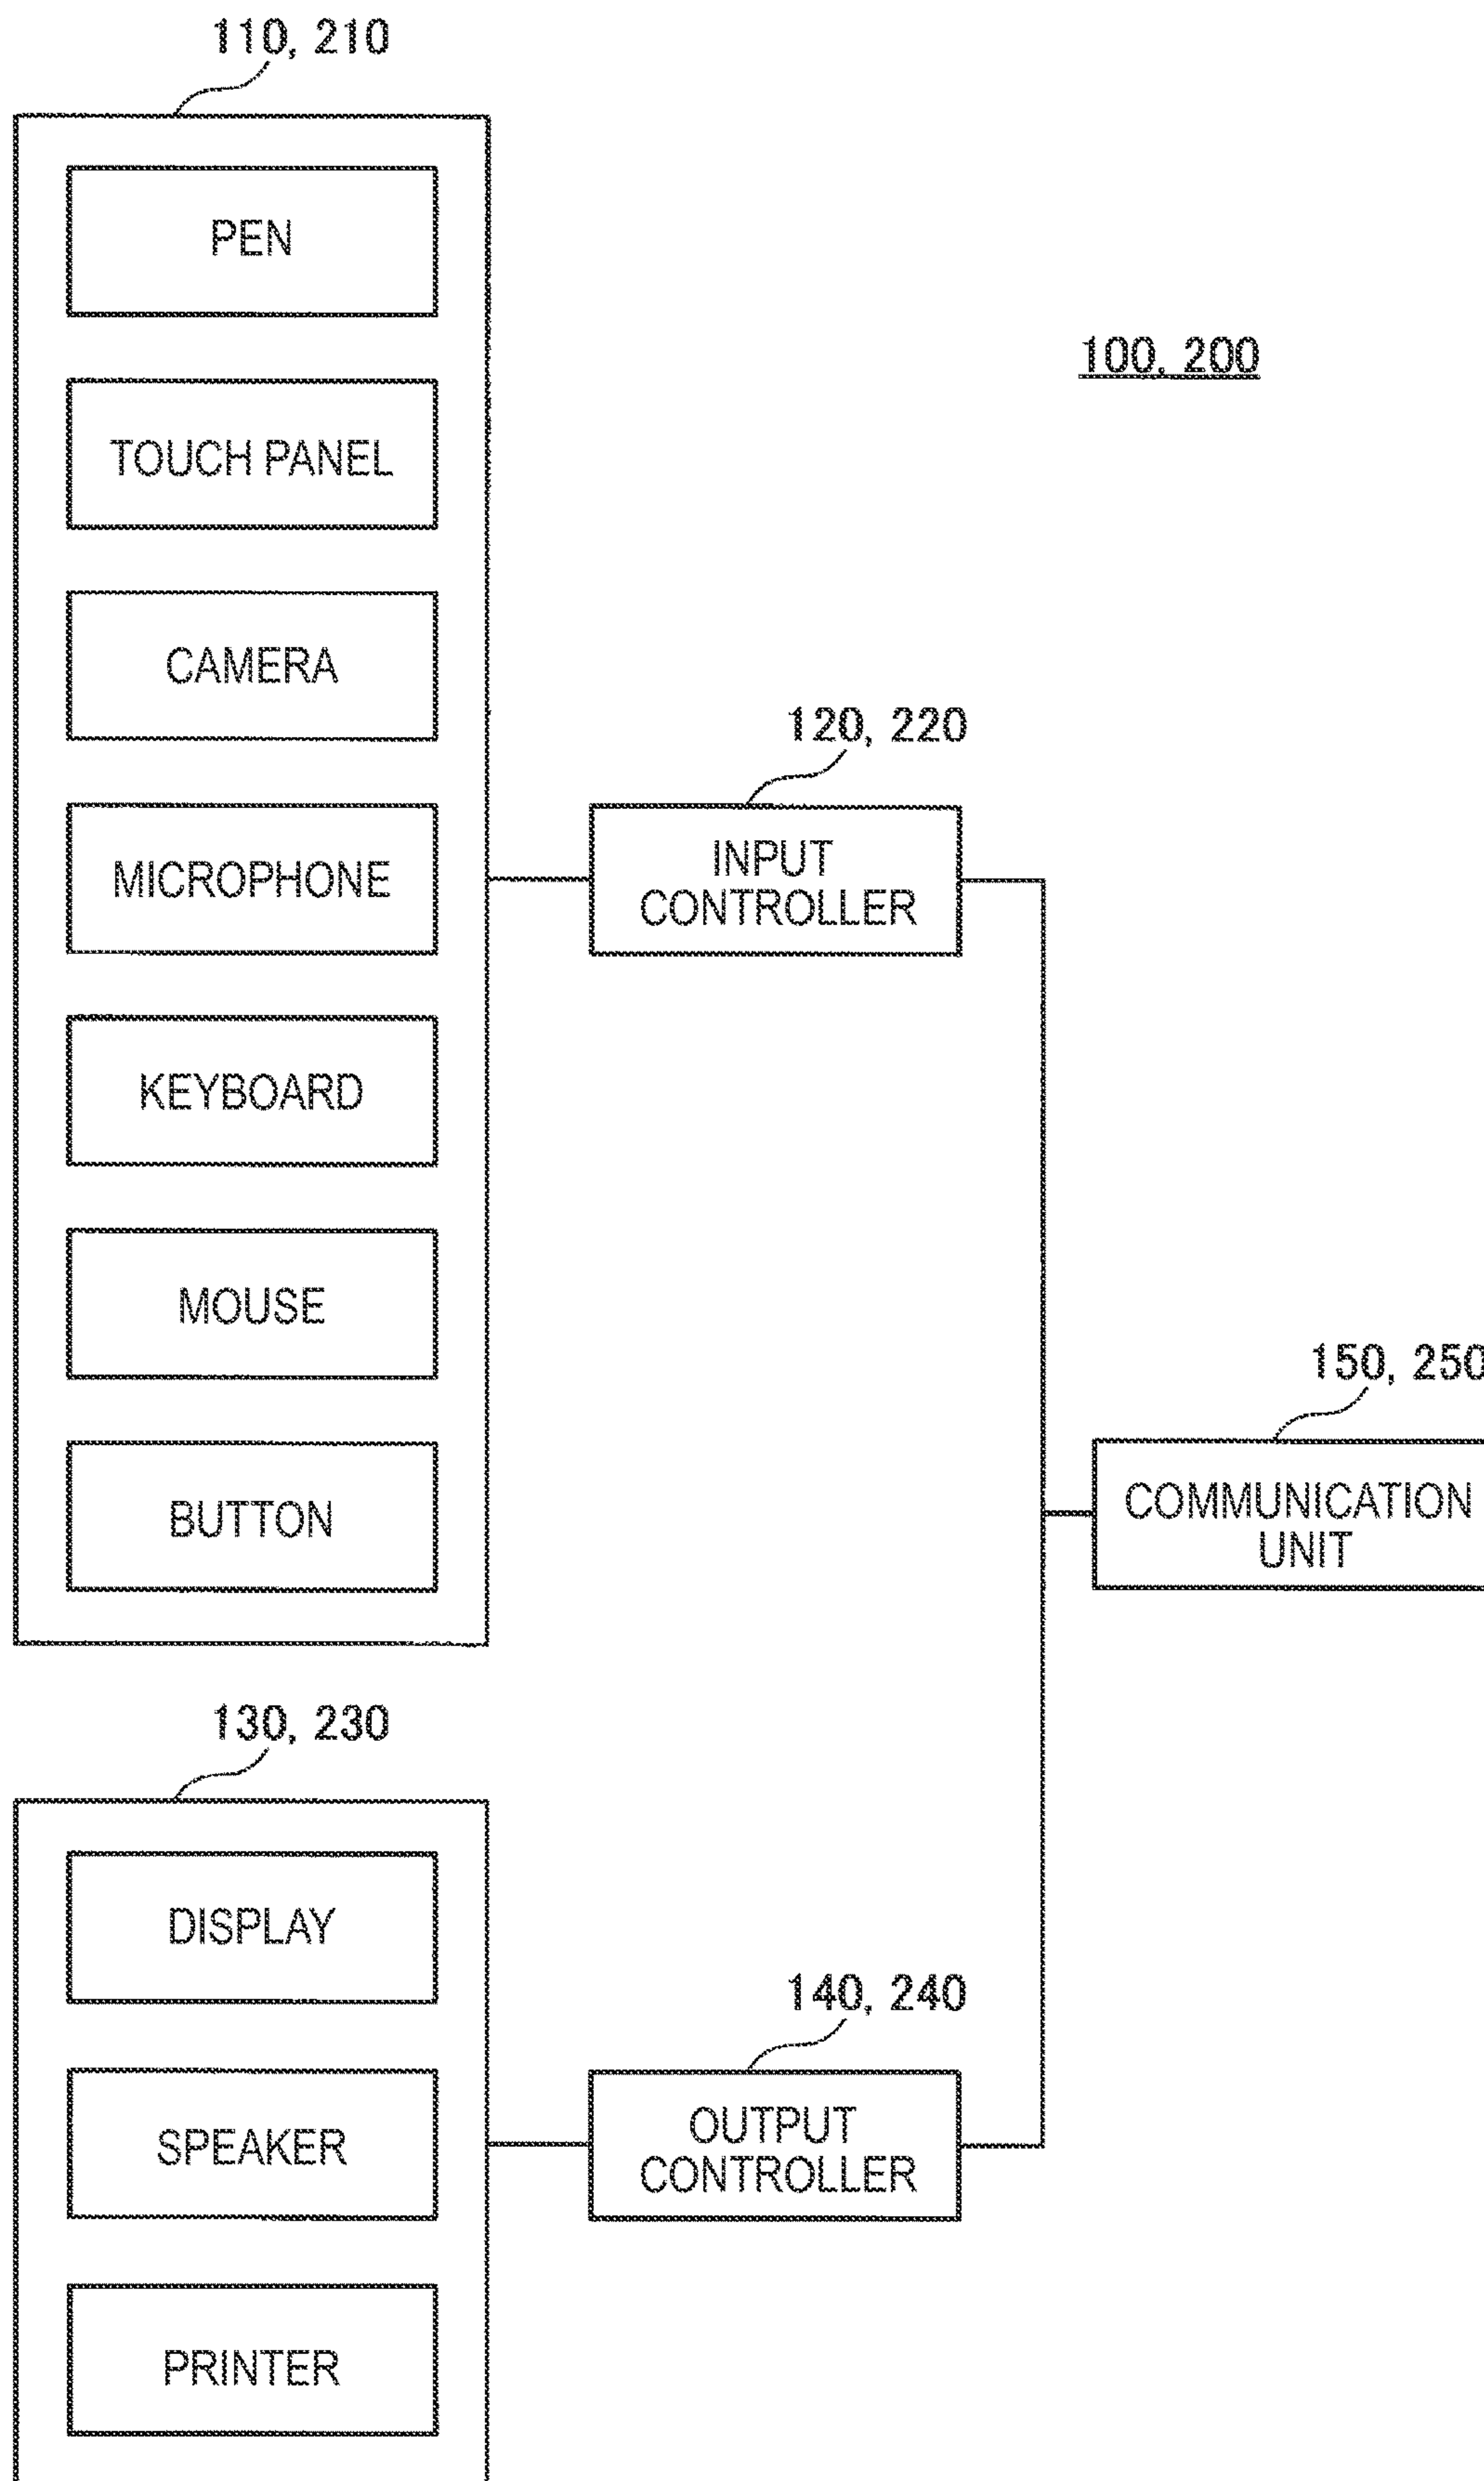 110, 210
PEN
100, 200
TOUCH PANEL
CAMERA
120, 220
MICROPHONE
INPUT
CONTROLLER
KEYBOARD
MOUSE
150, 250
BUTTON
COMMUNICATION
UNIT
130, 230
DISPLAY
140, 240
SPEAKER
OUTPUT
CONTROLLER
PRINTER